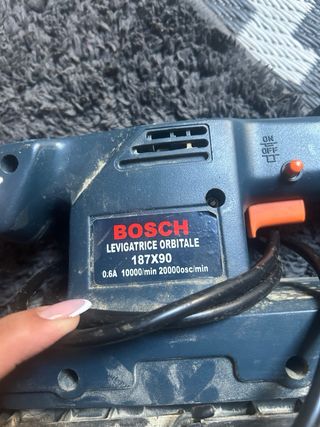 ON
OFF
BOSCH
LEVIGATRICE ORBITALE
187X90
0.6A 10000/min 20000osc/min